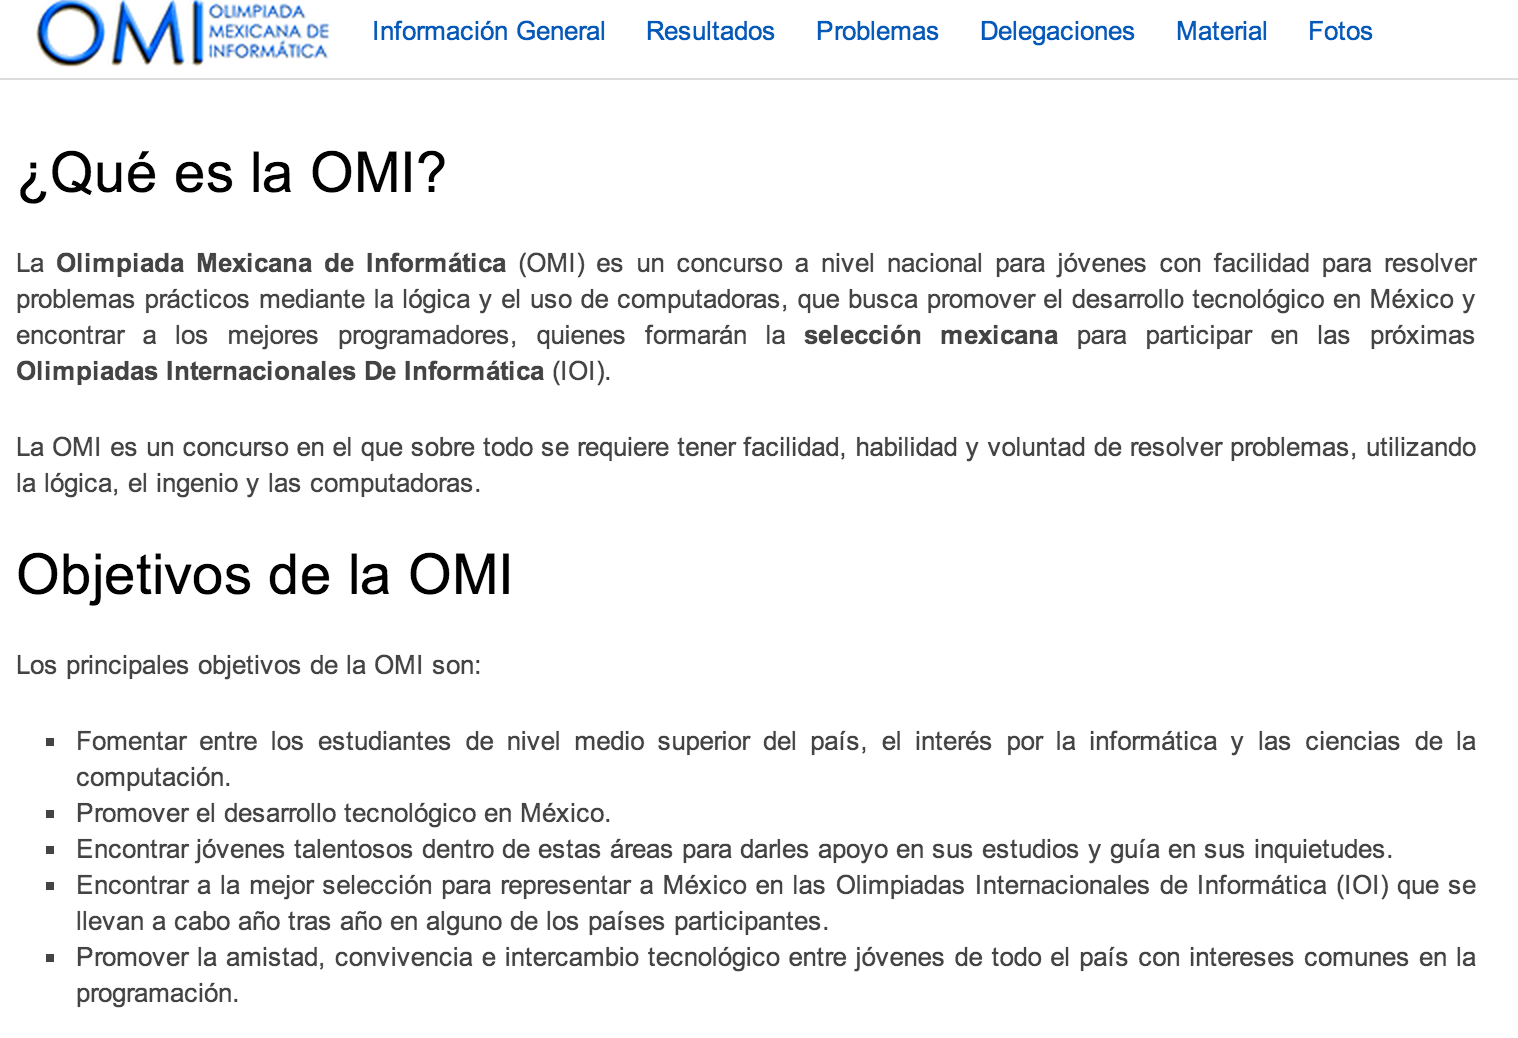 OMI OLIMPIADA
MEXICANA DE
INFORMÁTICA
Información General Resultados Problemas Delegaciones Material Fotos
¿Qué es la OMI?
La Olimpiada Mexicana de Informática (OMI) es un concurso a nivel nacional para jóvenes con facilidad para resolver
problemas prácticos mediante la lógica y el uso de computadoras, que busca promover el desarrollo tecnológico en México y
encontrar a los mejores programadores, quienes formarán la selección mexicana para participar en las próximas
Olimpiadas Internacionales De Informática (IOI).
La OMI es un concurso en el que sobre todo se requiere tener facilidad, habilidad y voluntad de resolver problemas, utilizando
la lógica, el ingenio y las computadoras.
Objetivos de la OMI
Los principales objetivos de la OMI son:
▪ Fomentar entre los estudiantes de nivel medio superior del país, el interés por la informática y las ciencias de la
computación.
▪ Promover el desarrollo tecnológico en México.
▪ Encontrar jóvenes talentosos dentro de estas áreas para darles apoyo en sus estudios y guía en sus inquietudes.
▪ Encontrar a la mejor selección para representar a México en las Olimpiadas Internacionales de Informática (IOI) que se
llevan a cabo año tras año en alguno de los países participantes.
▪ Promover la amistad, convivencia e intercambio tecnológico entre jóvenes de todo el país con intereses comunes en la
programación.